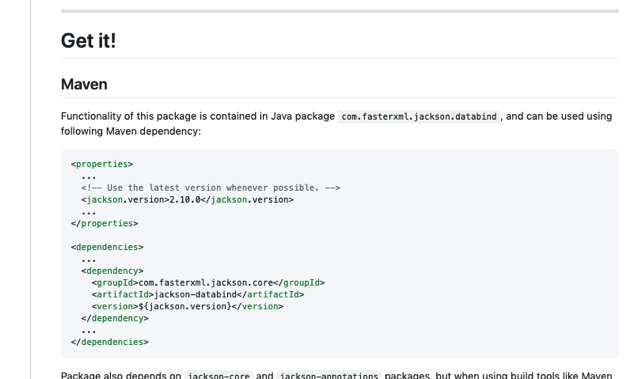 Get it!
Maven
Functionality of this package is contained in Java package com.fasterxml.jackson.databind, and can be used using
following Maven dependency:
<properties>
  ...
  <!-- Use the latest version whenever possible. -->
  <jackson.version>2.10.0</jackson.version>
  ...
</properties>

<dependencies>
  ...
  <dependency>
    <groupId>com.fasterxml.jackson.core</groupId>
    <artifactId>jackson-databind</artifactId>
    <version>${jackson.version}</version>
  </dependency>
  ...
</dependencies>
Package also depends on jackson-core and jackson-annotations packages, but when using build tools like Maven